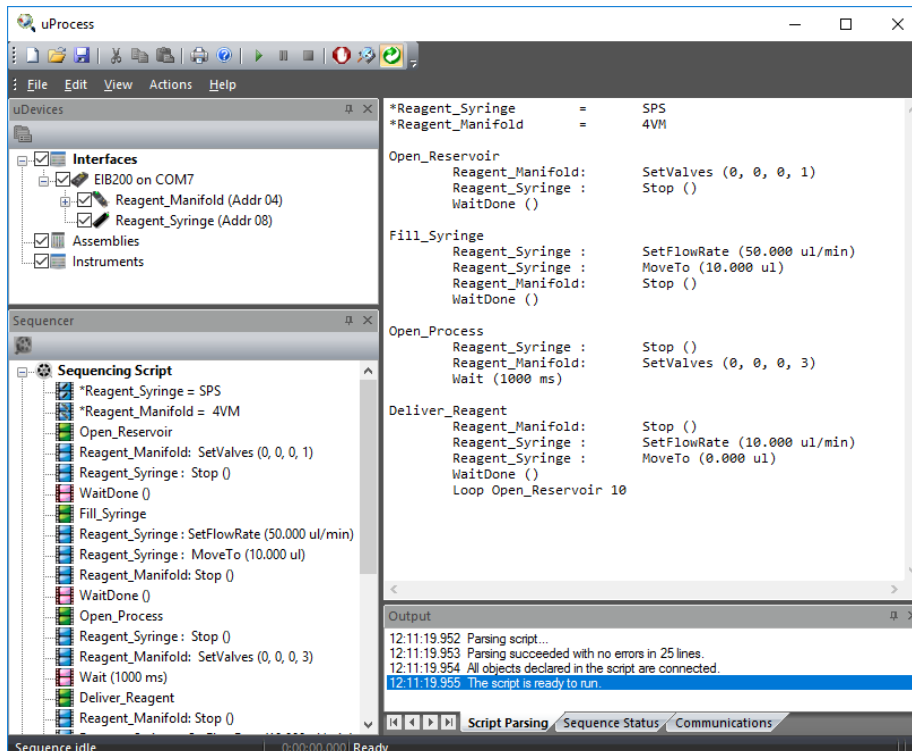 uProcess
File Edit View Actions Help
uDevices
Interfaces
EIB200 on COM7
Reagent_Manifold (Addr 04)
Reagent_Syringe (Addr 08)
Assemblies
Instruments
Sequencer
Sequencing Script
*Reagent_Syringe = SPS
*Reagent_Manifold = 4VM
Open_Reservoir
Reagent_Manifold: SetValves (0, 0, 0, 1)
Reagent_Syringe : Stop ()
WaitDone ()
Fill_Syringe
Reagent_Syringe : SetFlowRate (50.000 ul/min)
Reagent_Syringe : MoveTo (10.000 ul)
Reagent_Manifold: Stop ()
WaitDone ()
Open_Process
Reagent_Syringe : Stop ()
Reagent_Manifold: SetValves (0, 0, 0, 3)
Wait (1000 ms)
Deliver_Reagent
Reagent_Manifold: Stop ()
*Reagent_Syringe = SPS
*Reagent_Manifold = 4VM
Open_Reservoir
Reagent_Manifold: SetValves (0, 0, 0, 1)
Reagent_Syringe : Stop ()
WaitDone ()
Fill_Syringe
Reagent_Syringe : SetFlowRate (50.000 ul/min)
Reagent_Syringe : MoveTo (10.000 ul)
Reagent_Manifold: Stop ()
WaitDone ()
Open_Process
Reagent_Syringe : Stop ()
Reagent_Manifold: SetValves (0, 0, 0, 3)
Wait (1000 ms)
Deliver_Reagent
Reagent_Manifold: Stop ()
Reagent_Syringe : SetFlowRate (10.000 ul/min)
Reagent_Syringe : MoveTo (0.000 ul)
WaitDone ()
Loop Open_Reservoir 10
Output
12:11:19.952 Parsing script...
12:11:19.953 Parsing succeeded with no errors in 25 lines.
12:11:19.954 All objects declared in the script are connected.
12:11:19.955 The script is ready to run.
Script Parsing Sequence Status Communications
Sequence idle 0:00:00.000 Ready